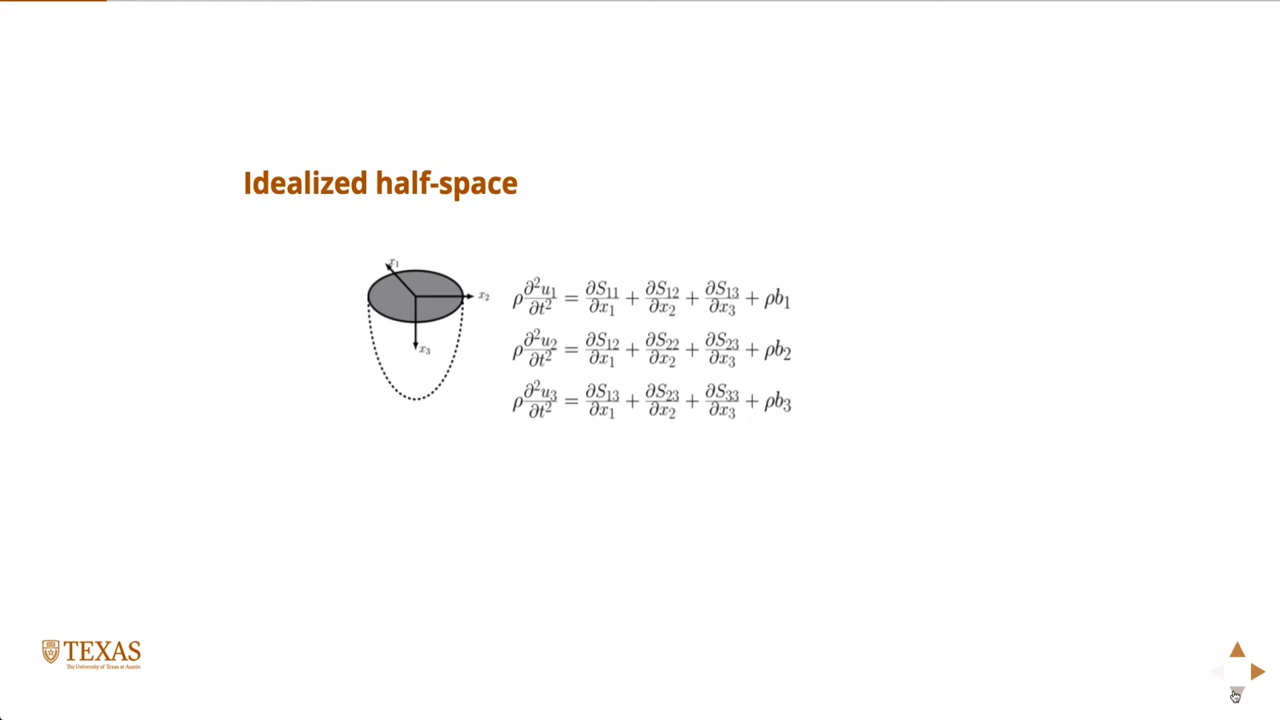 Idealized half-space
x₁
x₂
x₃
ρ ∂²u₁/∂t² = ∂S₁₁/∂x₁ + ∂S₁₂/∂x₂ + ∂S₁₃/∂x₃ + ρb₁
ρ ∂²u₂/∂t² = ∂S₁₂/∂x₁ + ∂S₂₂/∂x₂ + ∂S₂₃/∂x₃ + ρb₂
ρ ∂²u₃/∂t² = ∂S₁₃/∂x₁ + ∂S₂₃/∂x₂ + ∂S₃₃/∂x₃ + ρb₃
TEXAS
The University of Texas at Austin